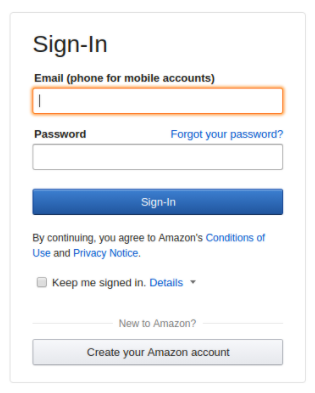 Sign-In
Email (phone for mobile accounts)
Password Forgot your password?
Sign-In
By continuing, you agree to Amazon's Conditions of
Use and Privacy Notice.
Keep me signed in. Details
New to Amazon?
Create your Amazon account